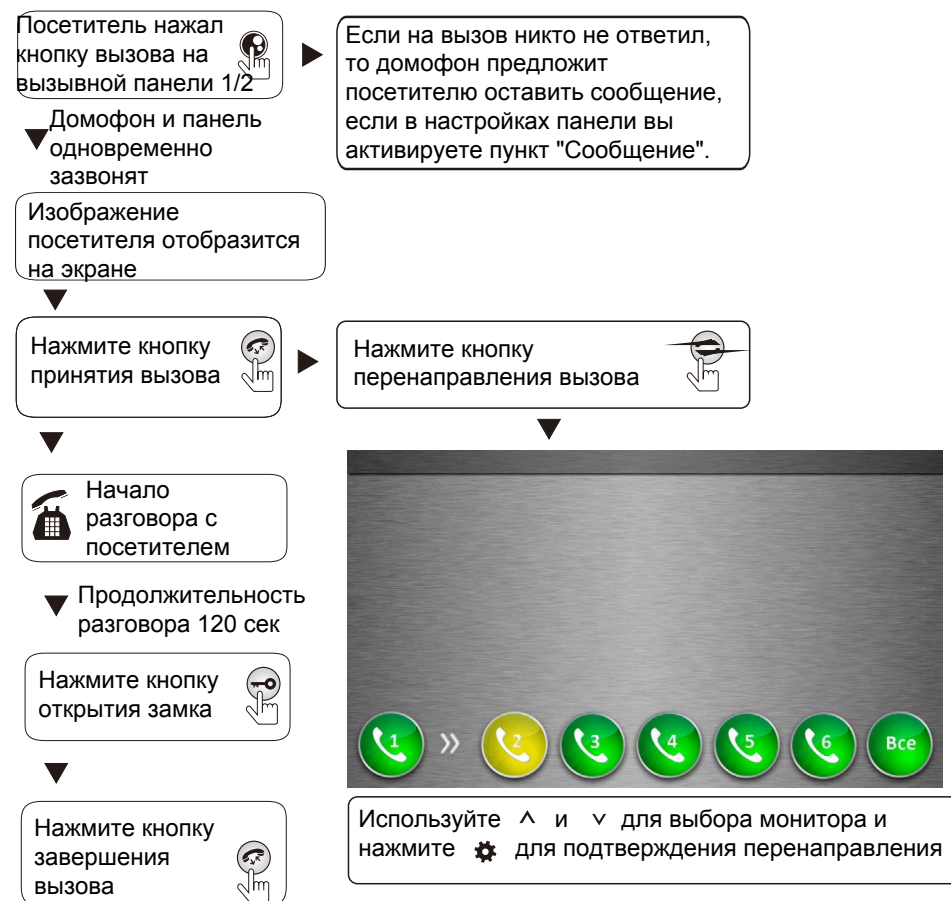 Посетитель нажал
кнопку вызова на
вызывной панели 1/2
Если на вызов никто не ответил,
то домофон предложит
посетителю оставить сообщение,
если в настройках панели вы
активируете пункт "Сообщение".
Домофон и панель
одновременно
зазвонят
Изображение
посетителя отобразится
на экране
Нажмите кнопку
принятия вызова
Нажмите кнопку
перенаправления вызова
Начало
разговора с
посетителем
Продолжительность
разговора 120 сек
Нажмите кнопку
открытия замка
1 » 2 3 4 5 6 Все
Используйте ^ и v для выбора монитора и
нажмите для подтверждения перенаправления
Нажмите кнопку
завершения
вызова